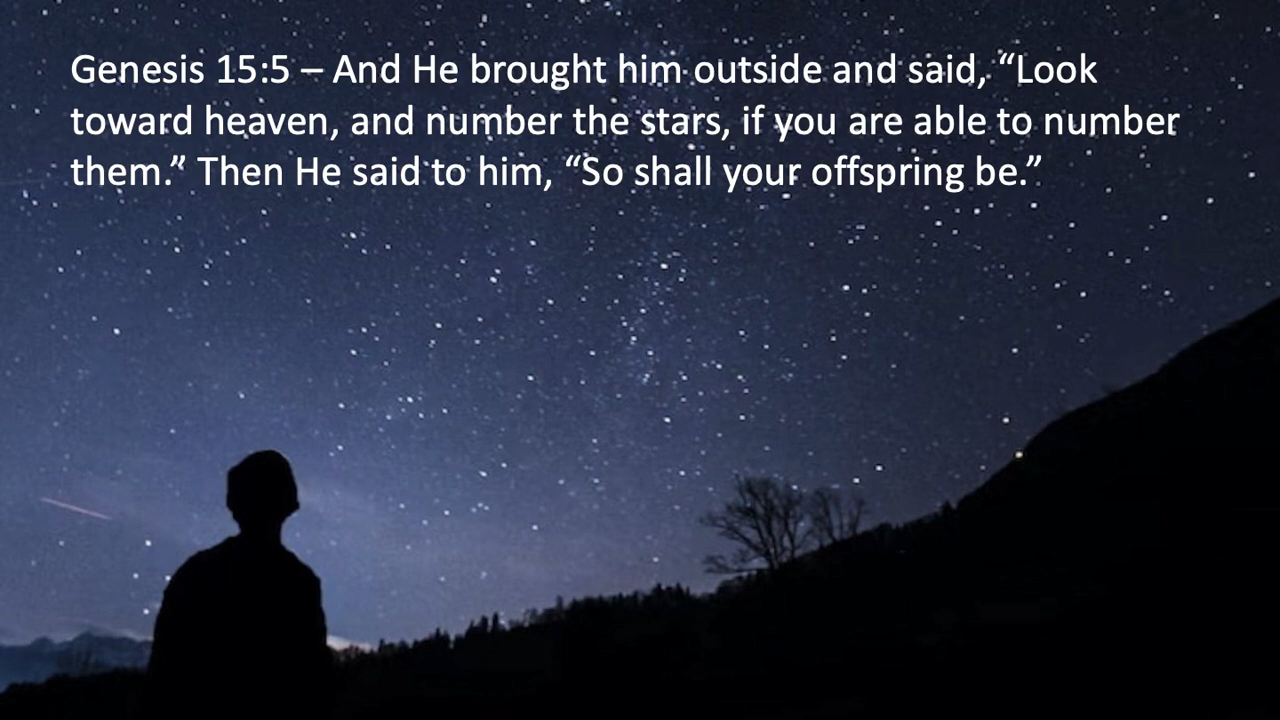 Genesis 15:5 – And He brought him outside and said, “Look
toward heaven, and number the stars, if you are able to number
them.” Then He said to him, “So shall your offspring be.”